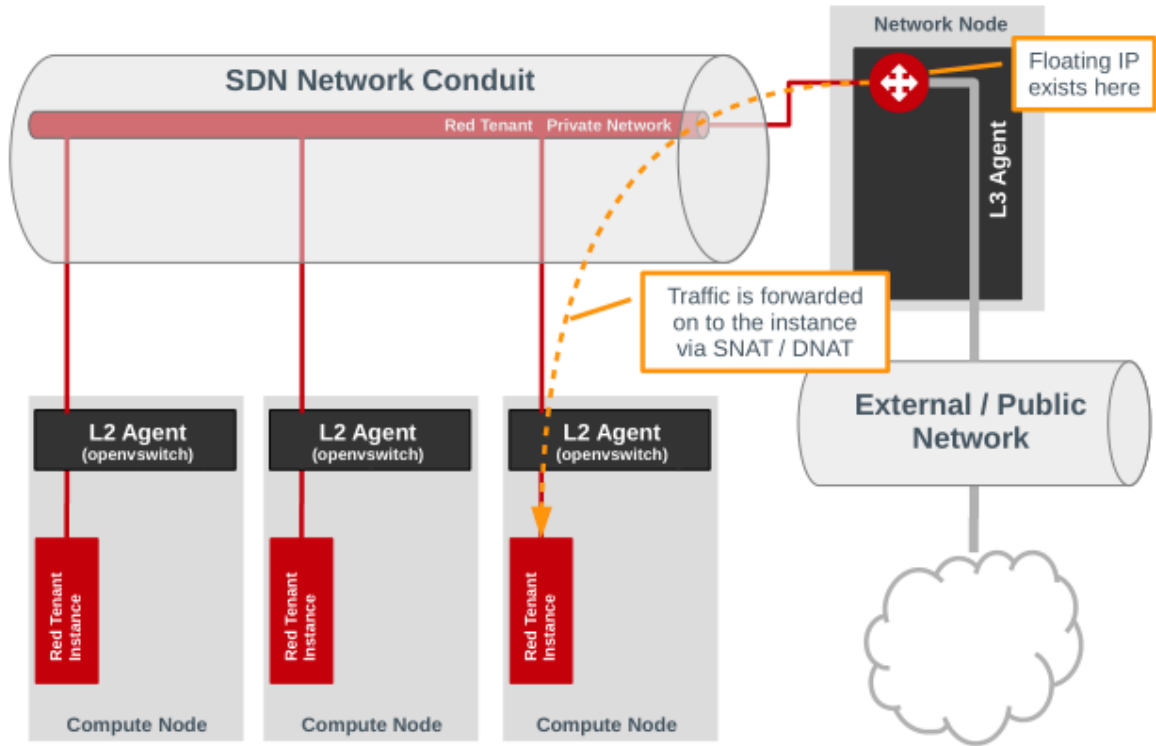 Network Node
SDN Network Conduit
Floating IP
exists here
Red Tenant Private Network
L3 Agent
Traffic is forwarded
on to the instance
via SNAT / DNAT
External / Public
Network
L2 Agent
(openvswitch)
L2 Agent
(openvswitch)
L2 Agent
(openvswitch)
Red Tenant
Instance
Red Tenant
Instance
Red Tenant
Instance
Compute Node
Compute Node
Compute Node